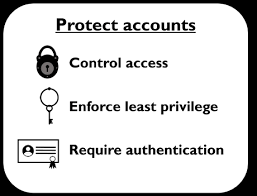 Protect accounts
Control access
Enforce least privilege
Require authentication